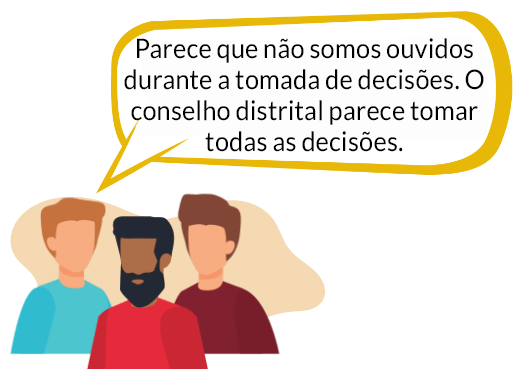 Parece que não somos ouvidos
durante a tomada de decisões. O
conselho distrital parece tomar
todas as decisões.